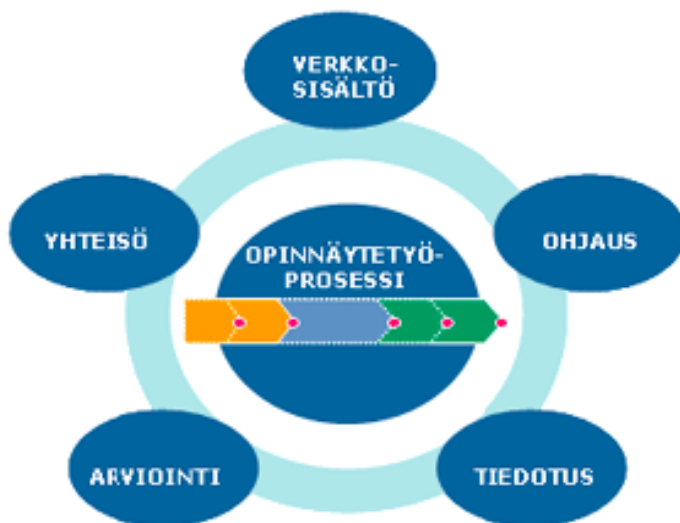 VERKKO-
SISÄLTÖ
YHTEISÖ
OHJAUS
OPINNÄYTETYÖ-
PROSESSI
ARVIOINTI
TIEDOTUS